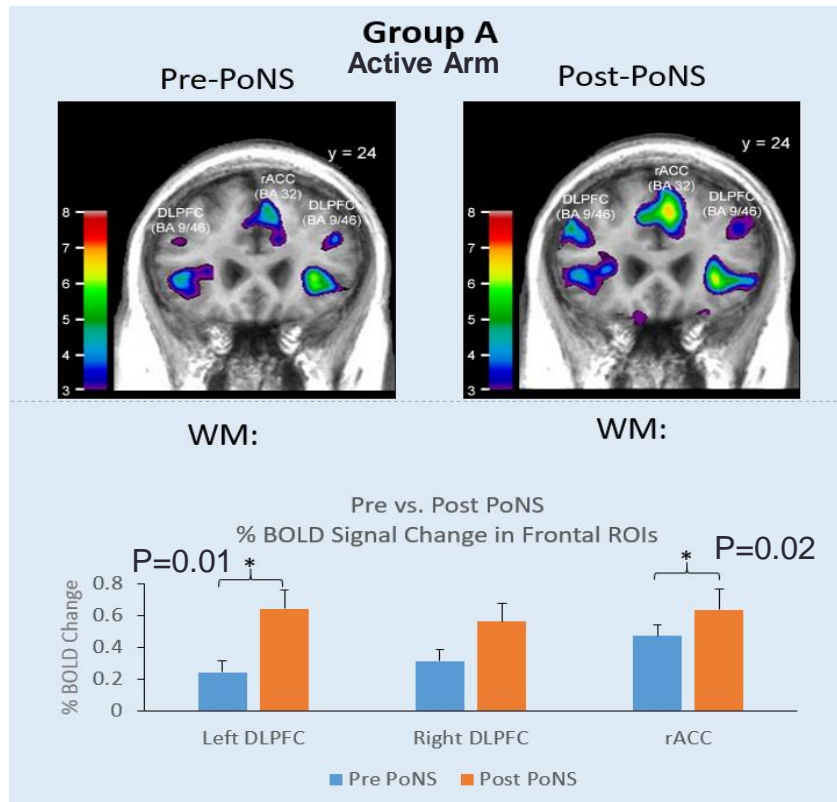 Group A
Active Arm
Pre-PoNS
Post-PoNS
y = 24
rACC
(BA 32)
DLPFC
(BA 9/46)
DLPFC
(BA 9/46)
8
7
6
5
4
3
y = 24
rACC
(BA 32)
DLPFC
(BA 9/46)
DLPFC
(BA 9/46)
8
7
6
5
4
3
WM:
WM:
Pre vs. Post PoNS
% BOLD Signal Change in Frontal ROIs
P=0.01
*
*
P=0.02
% BOLD Change
0.8
0.6
0.4
0.2
0
Left DLPFC
Right DLPFC
rACC
Pre PoNS
Post PoNS